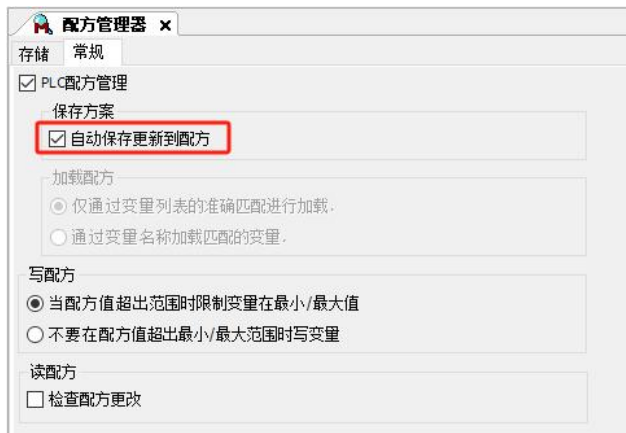 配方管理器
存储 常规
PLC配方管理
保存方案
自动保存更新到配方
加载配方
仅通过变量列表的准确匹配进行加载.
通过变量名称加载匹配的变量.
写配方
当配方值超出范围时限制变量在最小/最大值
不要在配方值超出最小/最大范围时写变量
读配方
检查配方更改